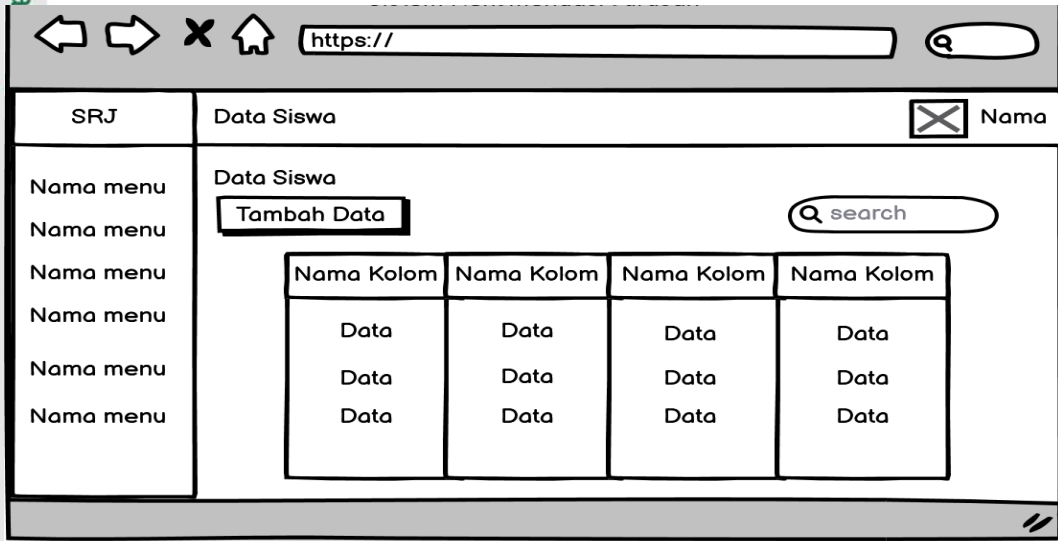 https://
SRJ
Data Siswa
Nama
Nama menu
Nama menu
Nama menu
Nama menu
Nama menu
Nama menu
Data Siswa
Tambah Data
search
Nama Kolom Nama Kolom Nama Kolom Nama Kolom
Data Data Data Data
Data Data Data Data
Data Data Data Data